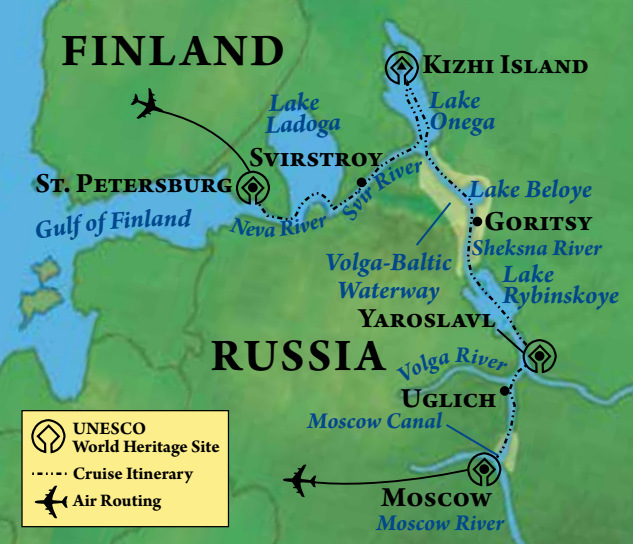 FINLAND
KIZHI ISLAND
Lake
Onega
Lake
Ladoga
SVIRSTROY
ST. PETERSBURG
Svir River
Lake Beloye
Gulf of Finland
Neva River
GORITSY
Sheksna River
Volga-Baltic
Waterway
Lake
Rybinskoye
YAROSLAVL
RUSSIA
Volga River
UGLICH
Moscow Canal
UNESCO
World Heritage Site
Cruise Itinerary
Air Routing
MOSCOW
Moscow River